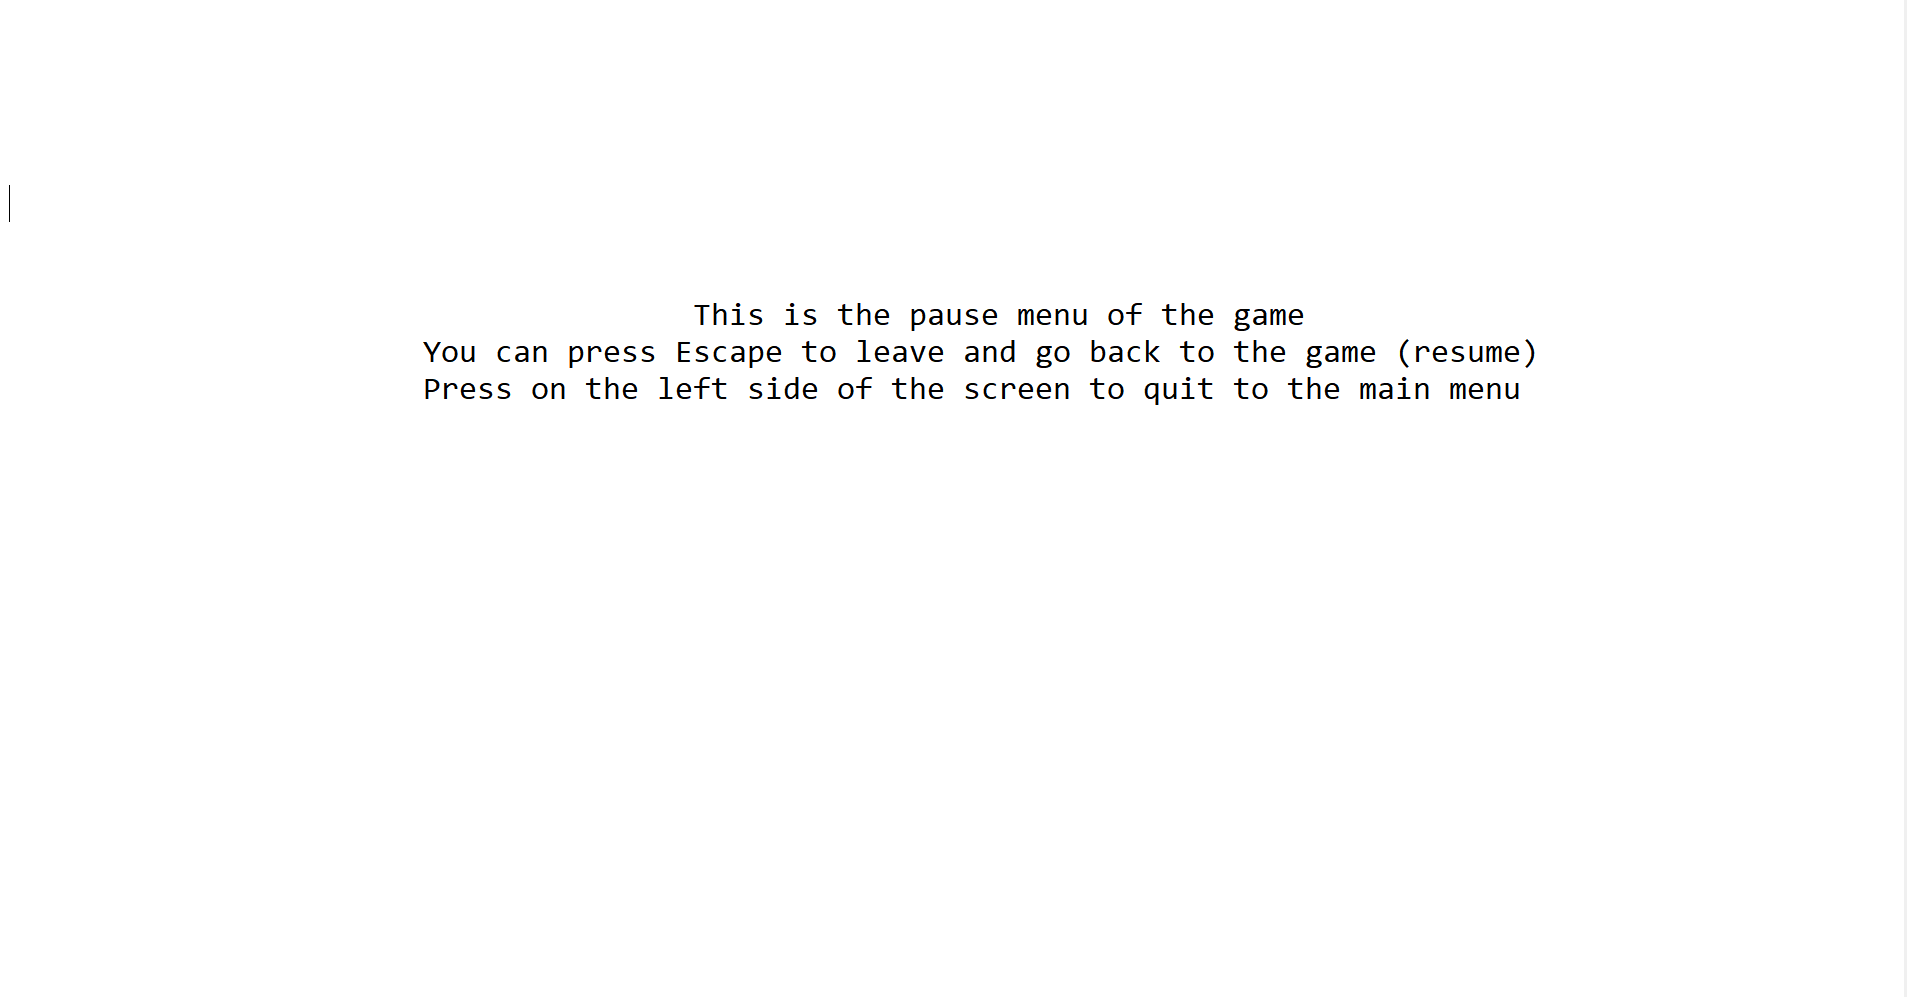 This is the pause menu of the game
You can press Escape to leave and go back to the game (resume)
Press on the left side of the screen to quit to the main menu